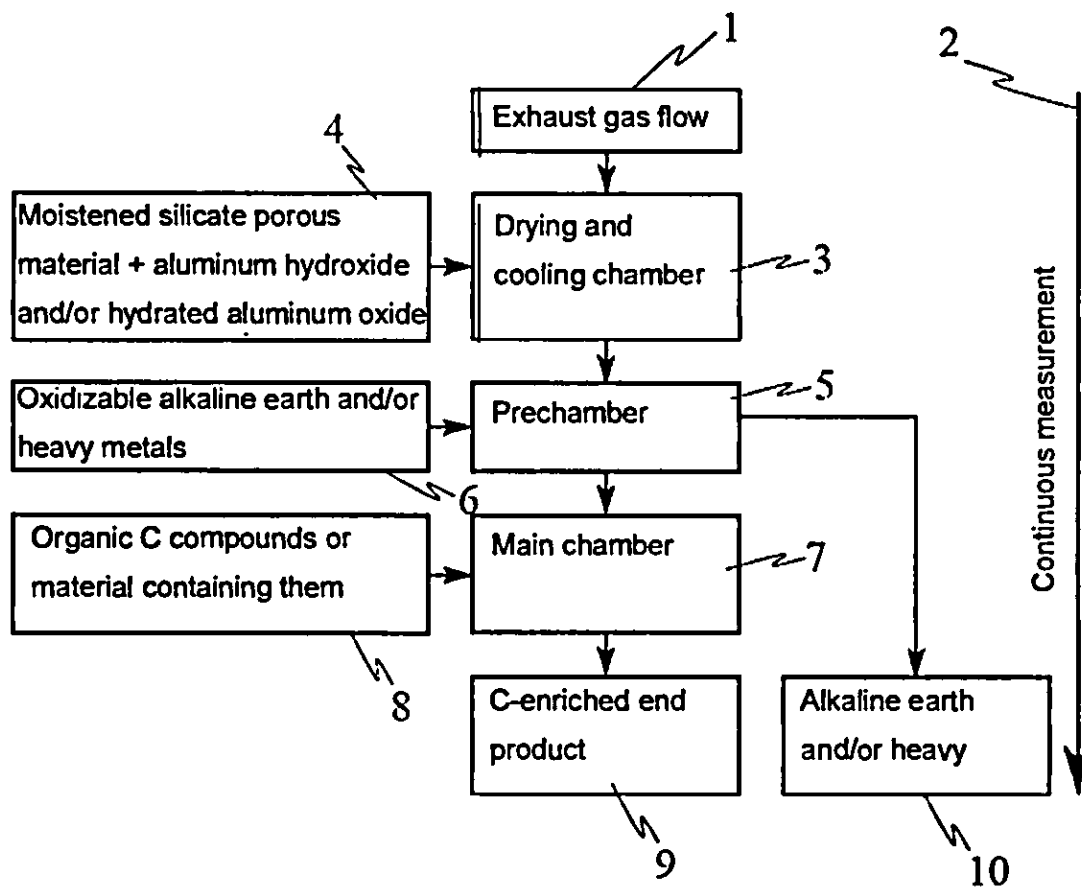 1
2
Exhaust gas flow
4
Moistened silicate porous
material + aluminum hydroxide
and/or hydrated aluminum oxide
Drying and
cooling chamber
3
Oxidizable alkaline earth and/or
heavy metals
6
Prechamber
5
Organic C compounds or
material containing them
8
Main chamber
7
C-enriched end
product
9
Alkaline earth
and/or heavy
10
Continuous measurement